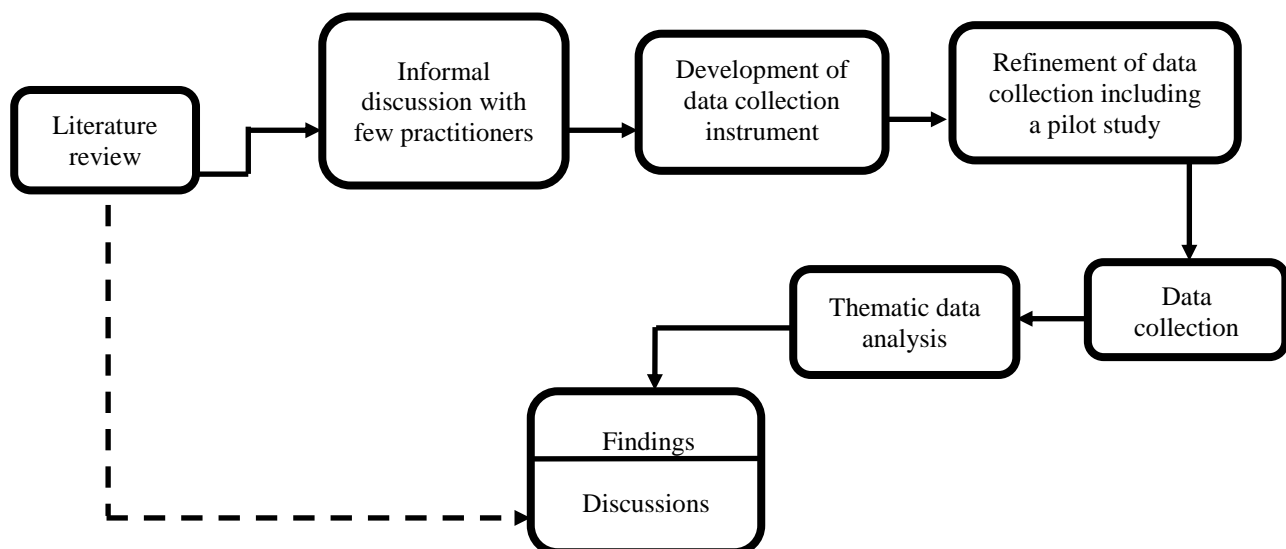 Literature
review
Informal
discussion with
few practitioners
Development of
data collection
instrument
Refinement of data
collection including
a pilot study
Data
collection
Thematic data
analysis
Findings
Discussions